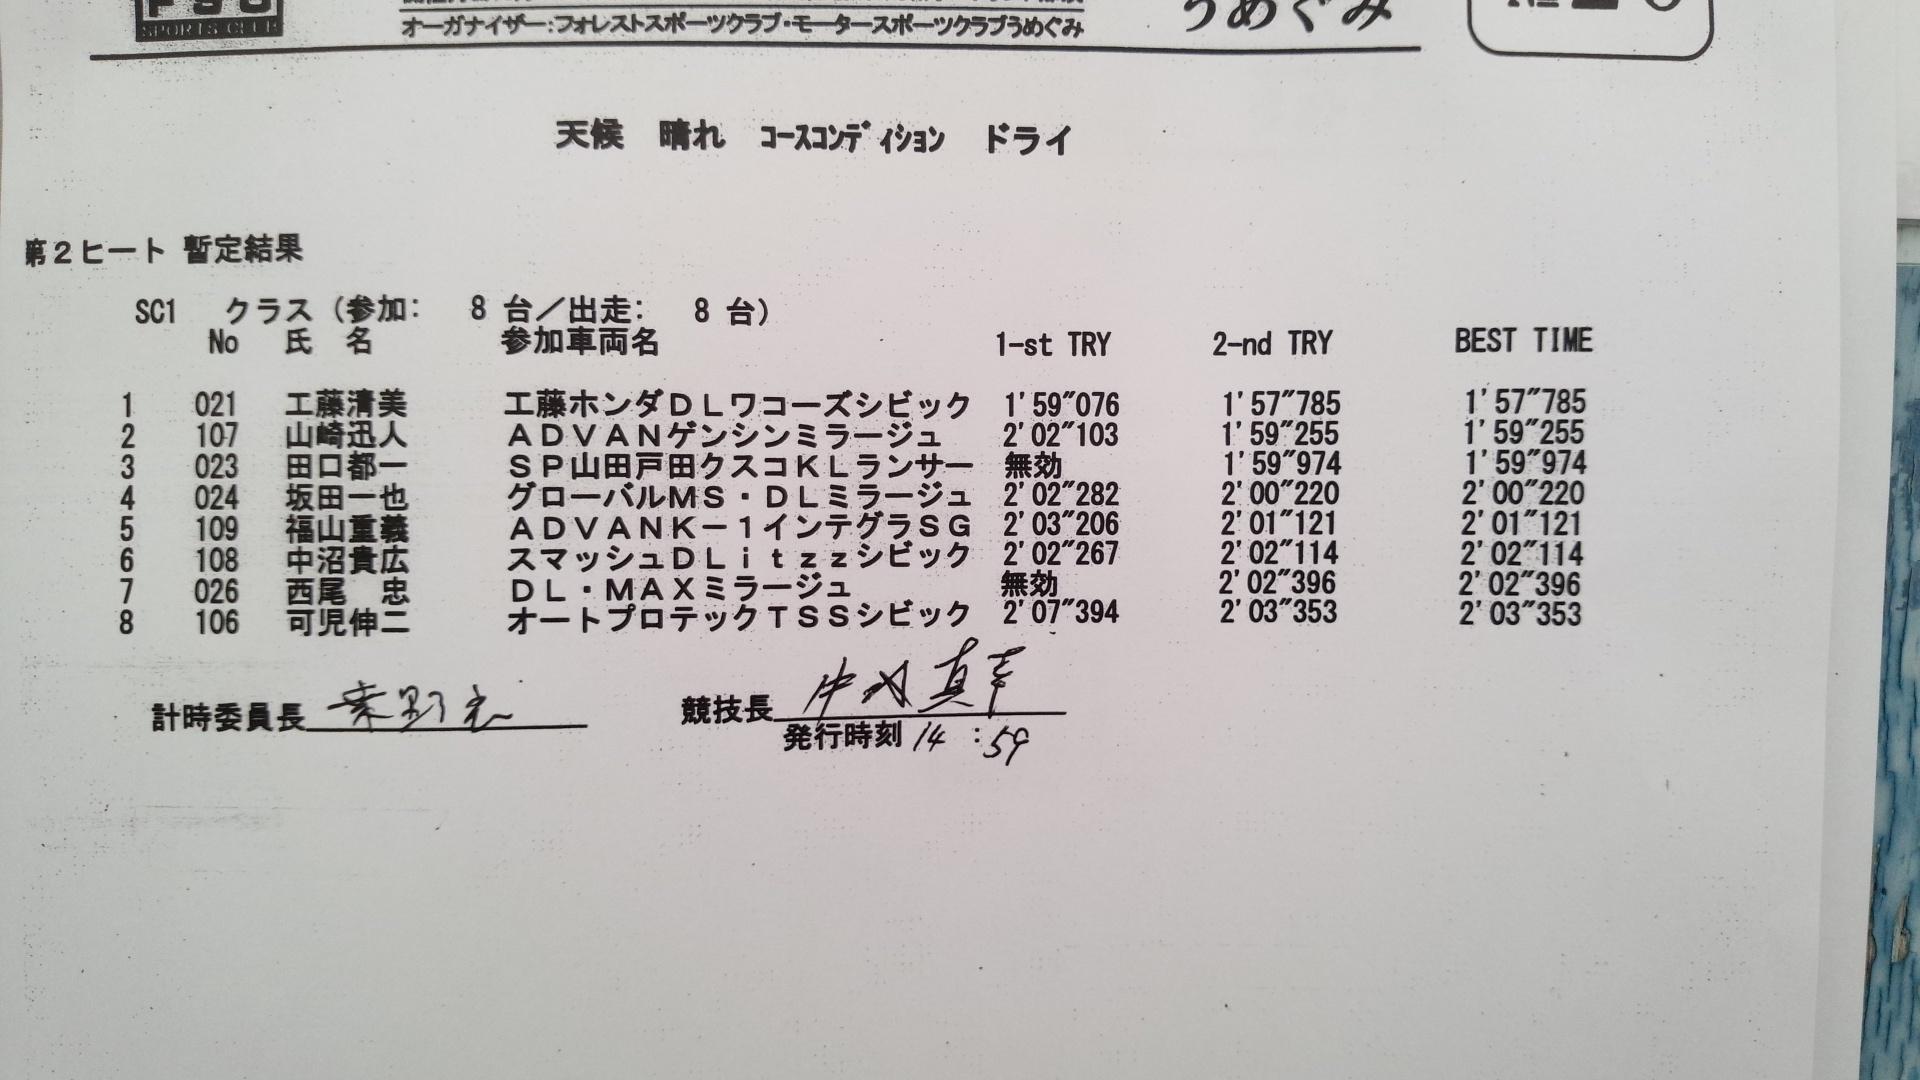 SPORTS CLUB
オーガナイザー:フォレストスポーツクラブ・モータースポーツクラブうめぐみ
うめぐみ
天候 晴れ ｺｰｽｺﾝﾃﾞｨｼｮﾝ ドライ
第2ヒート 暫定結果
SC1 クラス (参加: 8 台／出走: 8 台)
No 氏 名 参加車両名 1-st TRY 2-nd TRY BEST TIME
1 021 工藤清美 工藤ホンダＤＬワコーズシビック 1'59"076 1'57"785 1'57"785
2 107 山崎迅人 ＡＤＶＡＮゲンシンミラージュ 2'02"103 1'59"255 1'59"255
3 023 田口都一 ＳＰ山田戸田クスコＫＬランサー 無効 1'59"974 1'59"974
4 024 坂田一也 グローバルＭＳ・ＤＬミラージュ 2'02"282 2'00"220 2'00"220
5 109 福山重義 ＡＤＶＡＮＫ－１インテグラＳＧ 2'03"206 2'01"121 2'01"121
6 108 中沼貴広 スマッシュＤＬｉｔｚｚシビック 2'02"267 2'02"114 2'02"114
7 026 西尾　忠 ＤＬ・ＭＡＸミラージュ 無効 2'02"396 2'02"396
8 106 可児伸二 オートプロテックＴＳＳシビック 2'07"394 2'03"353 2'03"353
計時委員長 競技長
発行時刻 14:59